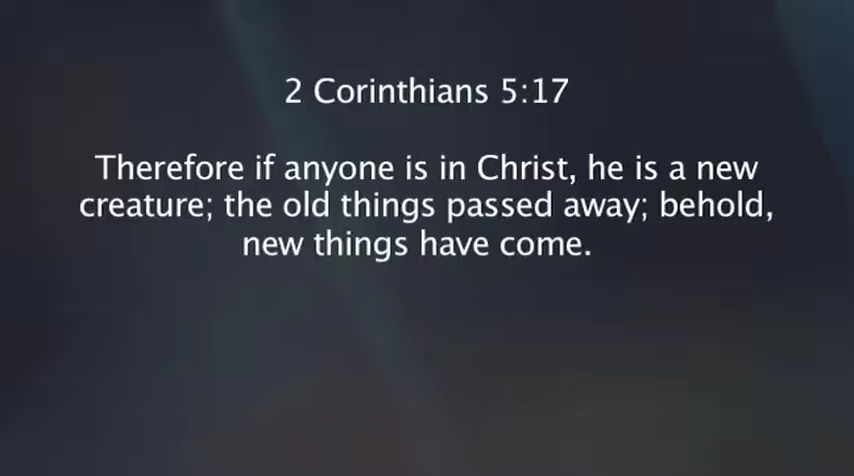 2 Corinthians 5:17
Therefore if anyone is in Christ, he is a new
creature; the old things passed away; behold,
new things have come.